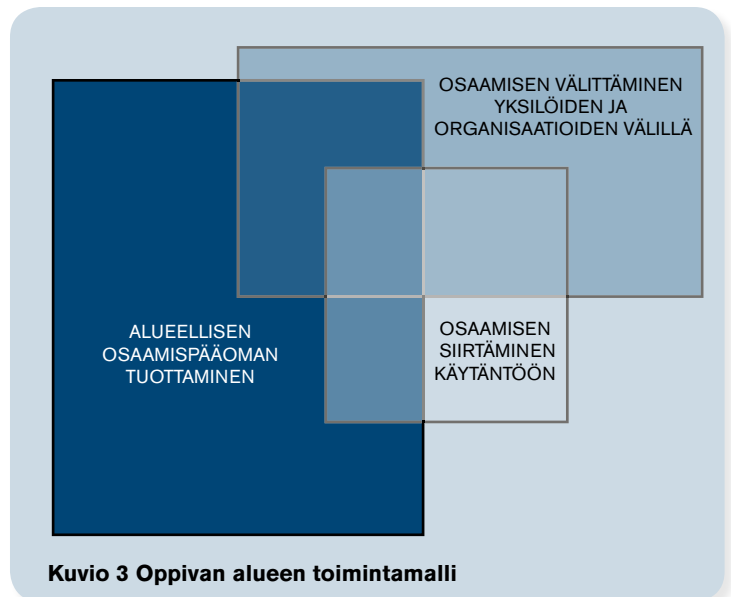 OSAAMISEN VÄLITTÄMINEN
YKSILÖIDEN JA
ORGANISAATIOIDEN VÄLILLÄ
ALUEELLISEN
OSAAMISPÄÄOMAN
TUOTTAMINEN
OSAAMISEN
SIIRTÄMINEN
KÄYTÄNTÖÖN
Kuvio 3 Oppivan alueen toimintamalli